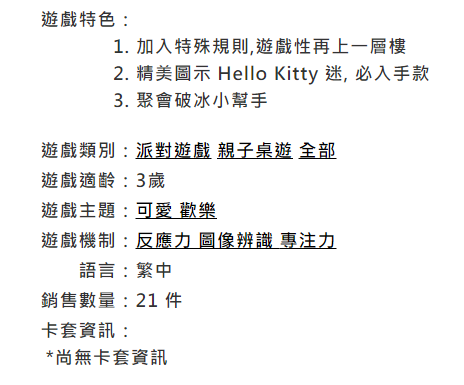 遊戲特色：
1. 加入特殊規則,遊戲性再上一層樓
2. 精美圖示 Hello Kitty 迷, 必入手款
3. 聚會破冰小幫手
遊戲類別：派對遊戲 親子桌遊 全部
遊戲適齡：3歲
遊戲主題：可愛 歡樂
遊戲機制：反應力 圖像辨識 專注力
語言：繁中
銷售數量：21 件
卡套資訊：
*尚無卡套資訊